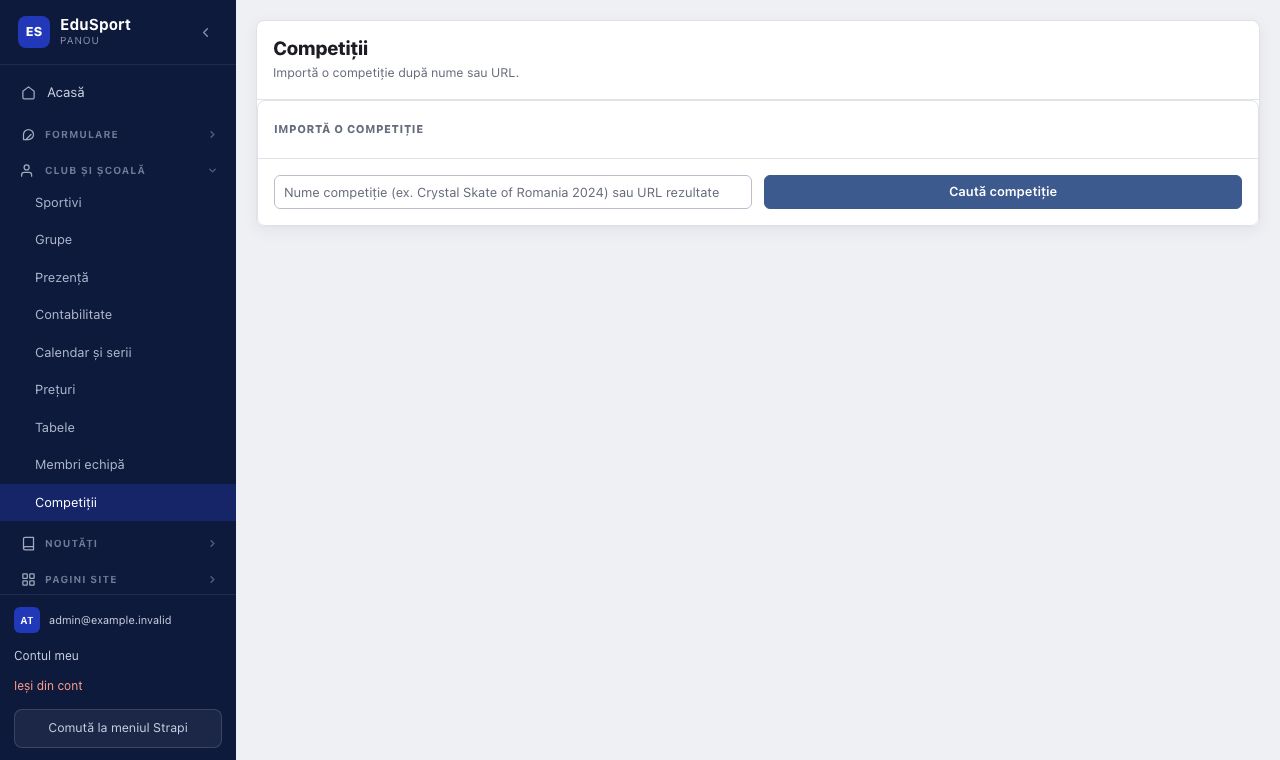 ES
EduSport
PANOU
Acasă
FORMULARE
CLUB ȘI ȘCOALĂ
Sportivi
Grupe
Prezență
Contabilitate
Calendar și serii
Prețuri
Tabele
Membri echipă
Competiții
NOUTĂȚI
PAGINI SITE
AT
admin@example.invalid
Contul meu
Ieși din cont
Comută la meniul Strapi
Competiții
Importă o competiție după nume sau URL.
IMPORTĂ O COMPETIȚIE
Nume competiție (ex. Crystal Skate of Romania 2024) sau URL rezultate
Caută competiție